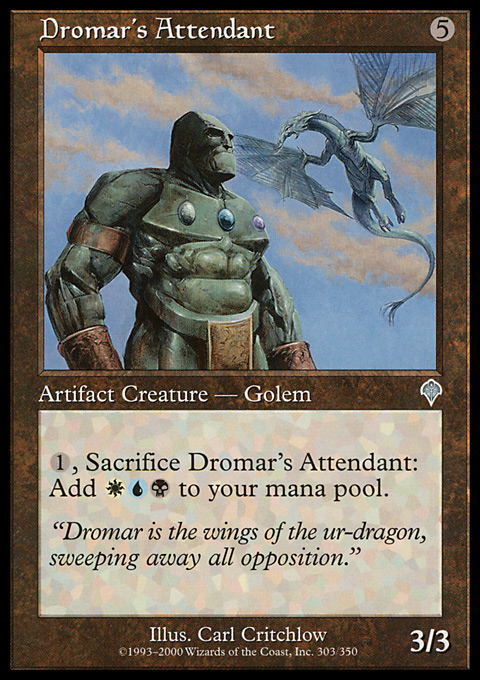 Dromar's Attendant 5
Artifact Creature — Golem
1, Sacrifice Dromar's Attendant:
Add to your mana pool.
“Dromar is the wings of the ur-dragon,
sweeping away all opposition.”
Illus. Carl Critchlow
©1993–2000 Wizards of the Coast, Inc. 303/350
3/3